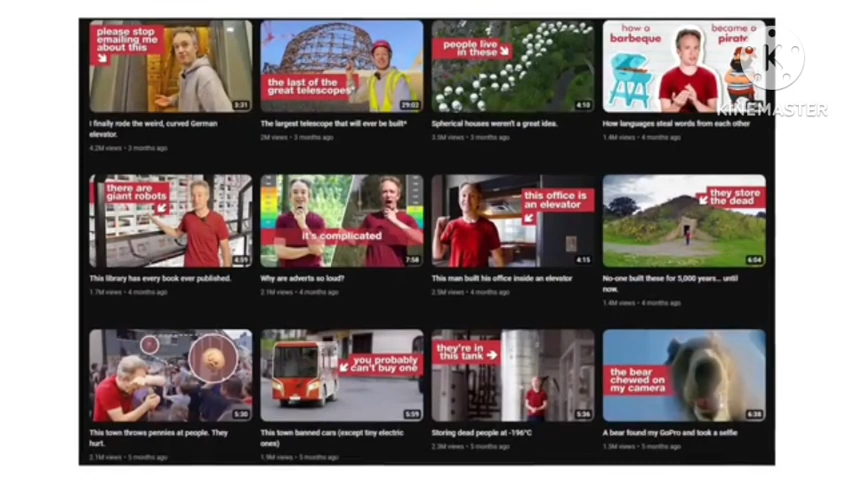 please stop
emailing me
about this
3:31
I finally rode the weird, curved German
elevator.
4.2M views • 3 months ago
the last of the
great telescopes*
29:02
The largest telescope that will ever be built*
2M views • 3 months ago
people live
in these
4:10
Spherical houses weren't a great idea.
3.5M views • 3 months ago
how a
barbeque
become a
pirate
How languages steal words from each other
1.4M views • 4 months ago
K
KINEMASTER
there are
giant robots
4:59
This library has every book ever published.
1.7M views • 4 months ago
it's complicated
7:58
Why are adverts so loud?
2.1M views • 4 months ago
this office is
an elevator
4:15
This man built his office inside an elevator
2.5M views • 4 months ago
they store
the dead
6:04
No-one built these for 5,000 years... until
now.
1.4M views • 4 months ago
5:30
This town throws pennies at people. They
hurt.
views • 5 months ago
you probably
can't buy one
5:59
This town banned cars (except tiny electric
ones)
1.9M views • 5 months ago
they're in
this tank
5:36
Storing dead people at -196°C
views • 5 months ago
the bear
chewed on
my camera
6:38
A bear found my GoPro and took a selfie
views • 5 months ago